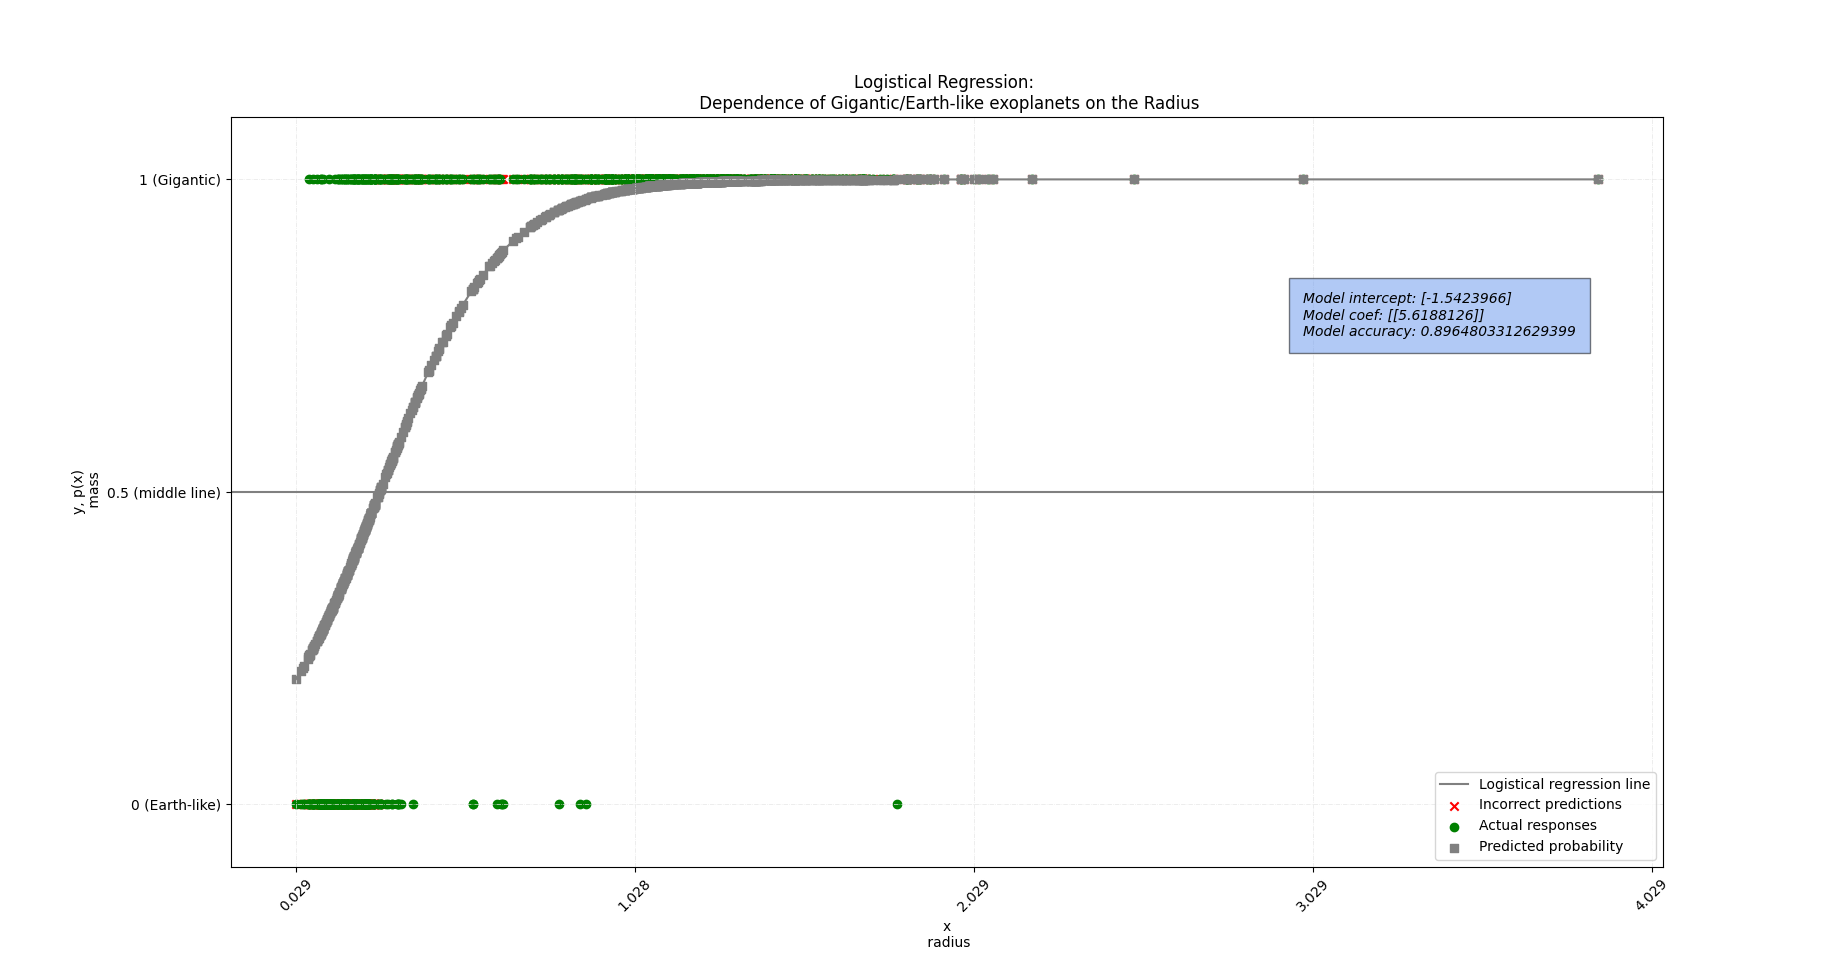 Logistical Regression:
Dependence of Gigantic/Earth-like exoplanets on the Radius
1 (Gigantic)
0.5 (middle line)
0 (Earth-like)
y, p(x)
mass
Model intercept: [-1.5423966]
Model coef: [[5.6188126]]
Model accuracy: 0.8964803312629399
Logistical regression line
Incorrect predictions
Actual responses
Predicted probability
0.029
1.028
2.029
3.029
4.029
x
radius